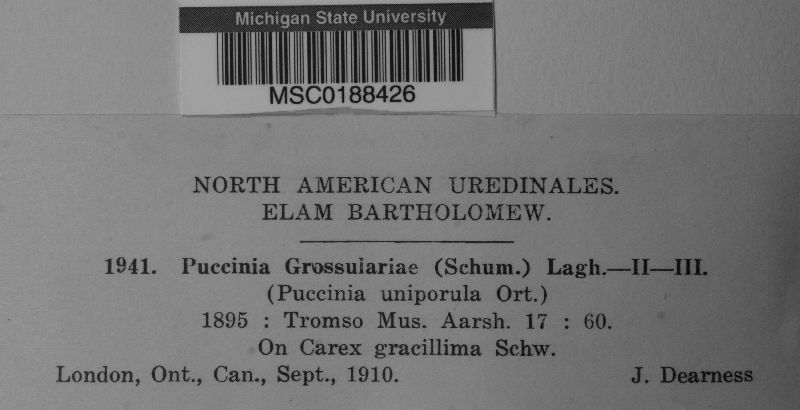 Michigan State University
MSC0188426
NORTH AMERICAN UREDINALES.
ELAM BARTHOLOMEW.
1941. Puccinia Grossulariae (Schum.) Lagh.—II—III.
(Puccinia uniporula Ort.)
1895 : Tromso Mus. Aarsh. 17 : 60.
On Carex gracillima Schw.
London, Ont., Can., Sept., 1910. J. Dearness